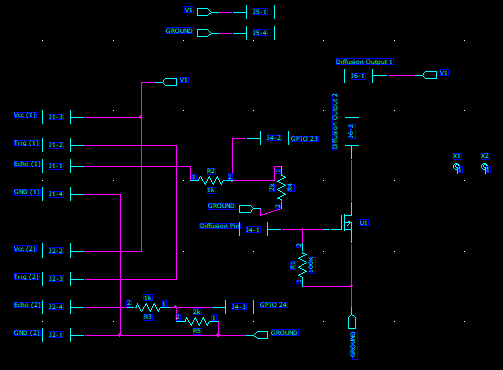 V1 J5-1
GROUND J5-4
Diffusion Output 1
J6-1 V1
V1
Diffusion Output 2
J6-2
Vcc (1) J1-3
Trig (1) J1-2
J4-2 GPIO 23
Echo (1) J1-1
1 R2 2
1k
1
2k R4
2
GND (1) J1-4
GROUND
Diffusion Pin J4-1
U1
X1 X2
1 1
Vcc (2) J2-2
2
R1 100K
1
Trig (2) J2-3
Echo (2) J2-4
2 1k 1
R3
J4-3 GPIO 24
2 2k 1
R5
GND (2) J2-1
GROUND
GROUND